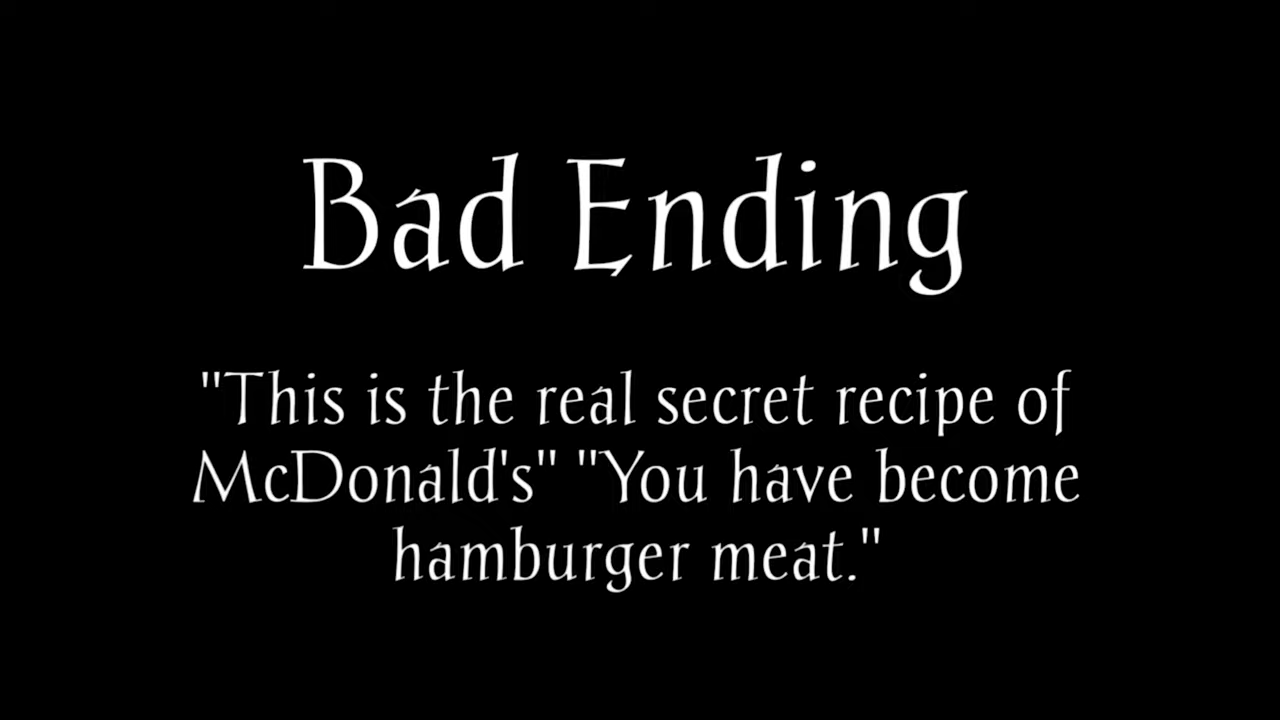 Bad Ending
"This is the real secret recipe of
McDonald's" "You have become
hamburger meat."